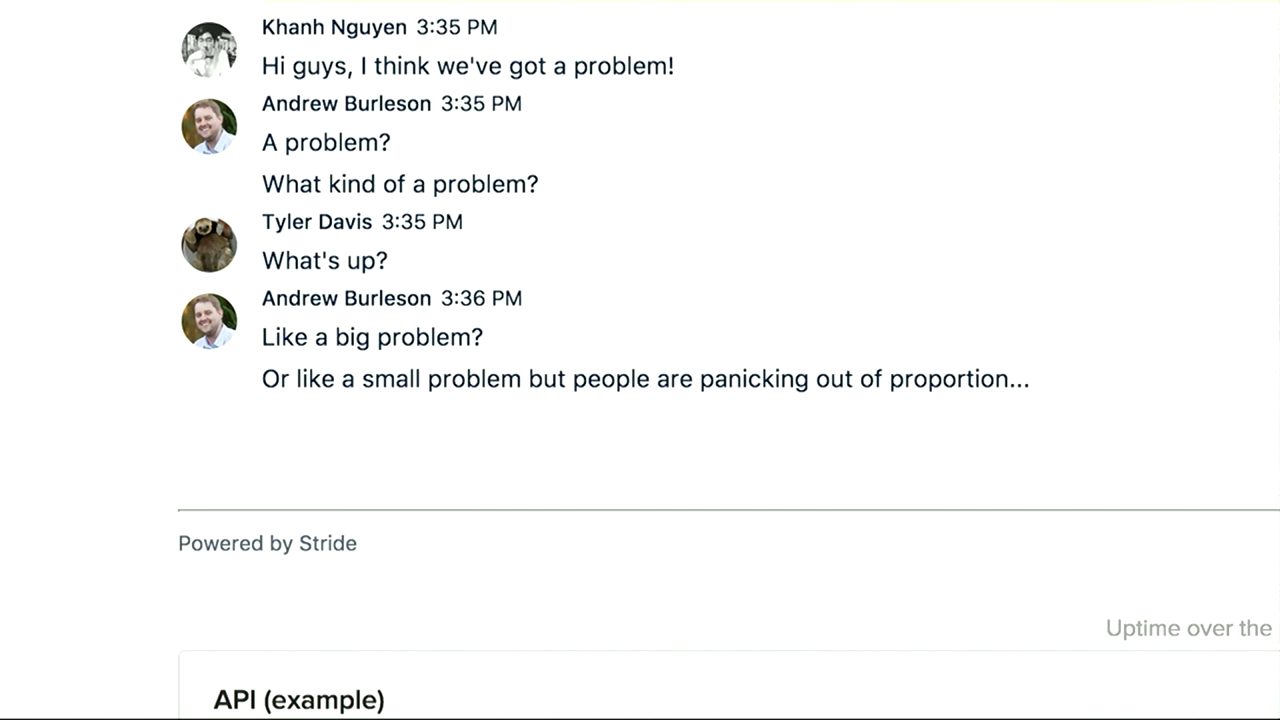 Khanh Nguyen 3:35 PM
Hi guys, I think we've got a problem!
Andrew Burleson 3:35 PM
A problem?
What kind of a problem?
Tyler Davis 3:35 PM
What's up?
Andrew Burleson 3:36 PM
Like a big problem?
Or like a small problem but people are panicking out of proportion...
Powered by Stride
Uptime over the
API (example)